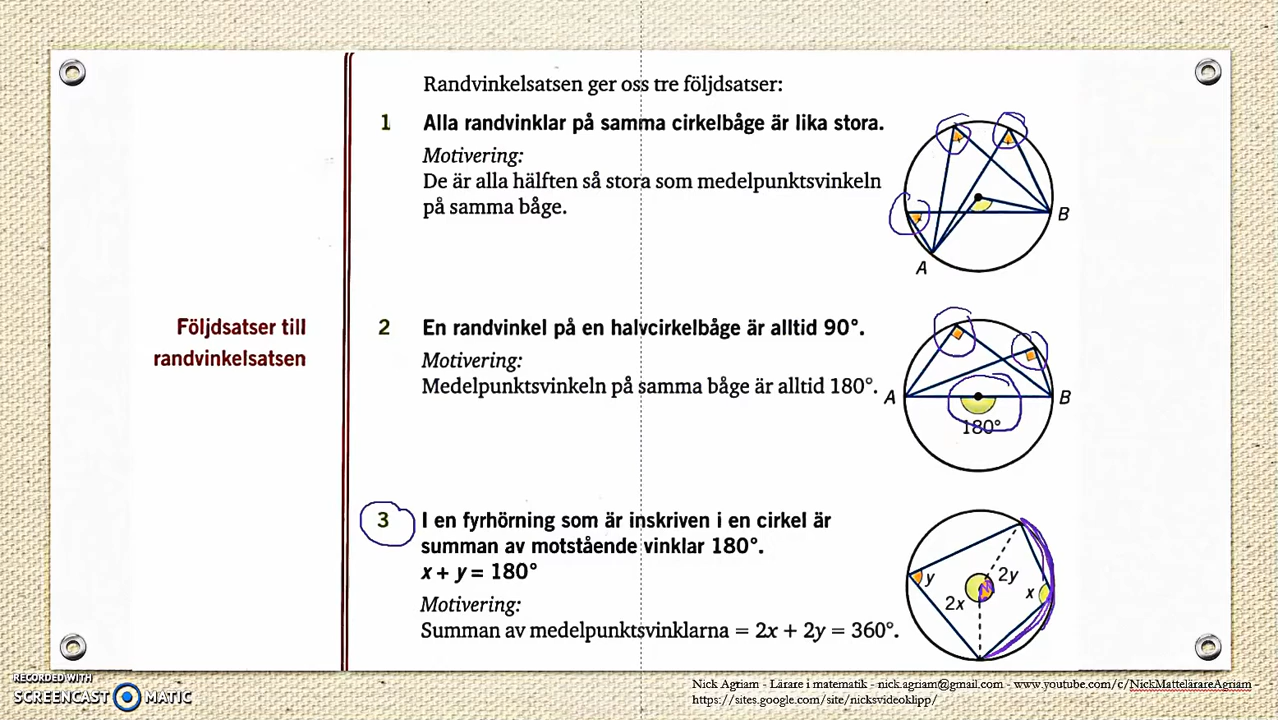 Randvinkelsatsen ger oss tre följdsatser:
1 Alla randvinklar på samma cirkelbåge är lika stora.
Motivering:
De är alla hälften så stora som medelpunktsvinkeln
på samma båge.
A
B
Följdsatser till
randvinkelsatsen
2 En randvinkel på en halvcirkelbåge är alltid 90°.
Motivering:
Medelpunktsvinkeln på samma båge är alltid 180°.
A
B
180°
3 I en fyrhörning som är inskriven i en cirkel är
summan av motstående vinklar 180°.
x + y = 180°
Motivering:
Summan av medelpunktsvinklarna = 2x + 2y = 360°.
y
2y
x
2x
RECORDED WITH
SCREENCAST MATIC
Nick Agriam - Lärare i matematik - nick.agriam@gmail.com - www.youtube.com/c/NickMattelärareAgriam
https://sites.google.com/site/nicksvideoklipp/